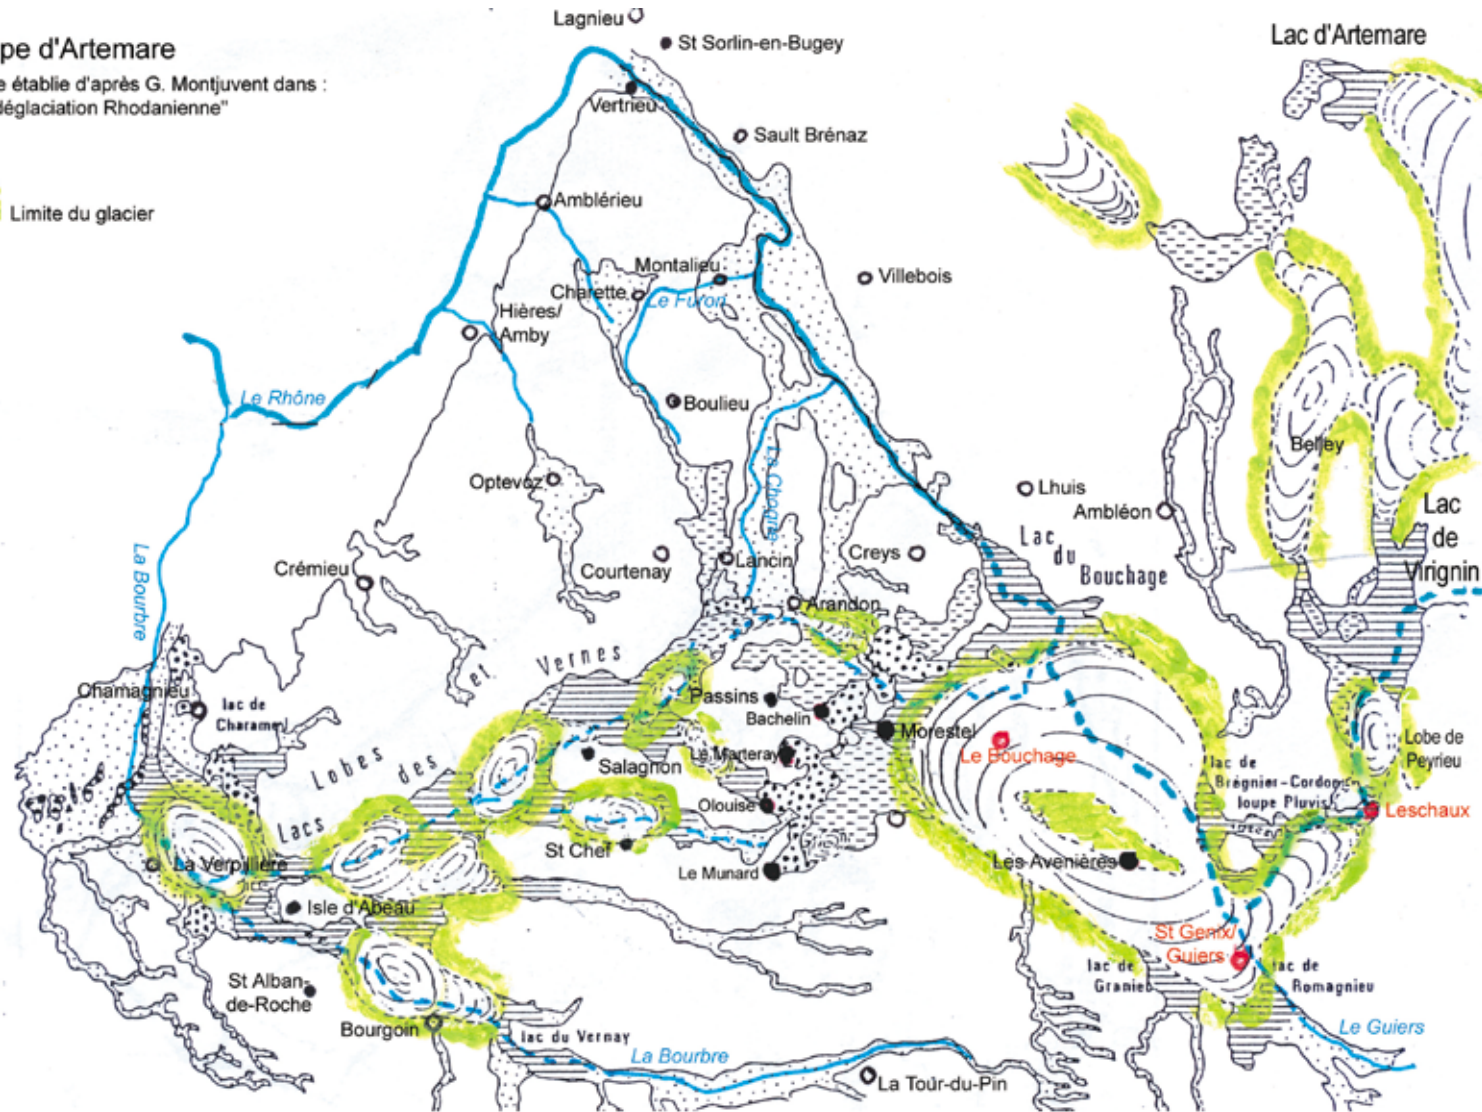 Lagnieu
St Sorlin-en-Bugey
Lac d'Artemare
pe d'Artemare
e établie d'après G. Montjuvent dans :
déglaciation Rhodanienne"
Vertrieu
Sault Brénaz
Limite du glacier
Amblérieu
Montalieu
Villebois
Charette
Le Furon
Hières/
Amby
Le Rhône
Boulieu
Belley
La Chogne
Optevoz
Lhuis
Ambléon
Lac
de
Virignin
Lac
du
Bouchage
Creys
Lancin
Courtenay
Crémieu
La Bourbre
Arandon
et Vernes
Chamagnieu
lac de
Charamel
Passins
Bachelin
Morestel
Le Bouchage
Lobe de
Peyrieu
Le Marteray
Salagnon
Lobes
des
lac de
Brégnier-Cordon
loupe Pluvis
Leschaux
Olouise
Lacs
St Chef
Le Munard
Les Avenières
La Verpillière
Isle d'Abeau
St Genix/
Guiers
lac de
Granieu
lac de
Romagnieu
St Alban-
de-Roche
Bourgoin
lac du Vernay
La Bourbre
Le Guiers
La Tour-du-Pin